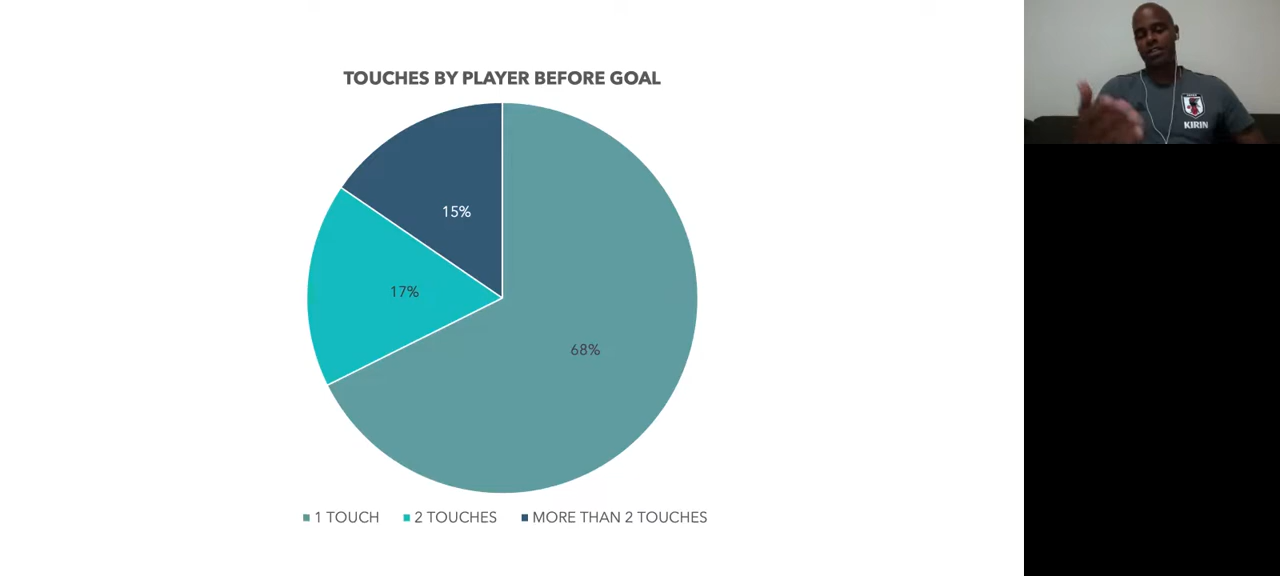 TOUCHES BY PLAYER BEFORE GOAL
15%
17%
68%
1 TOUCH
2 TOUCHES
MORE THAN 2 TOUCHES
KIRIN